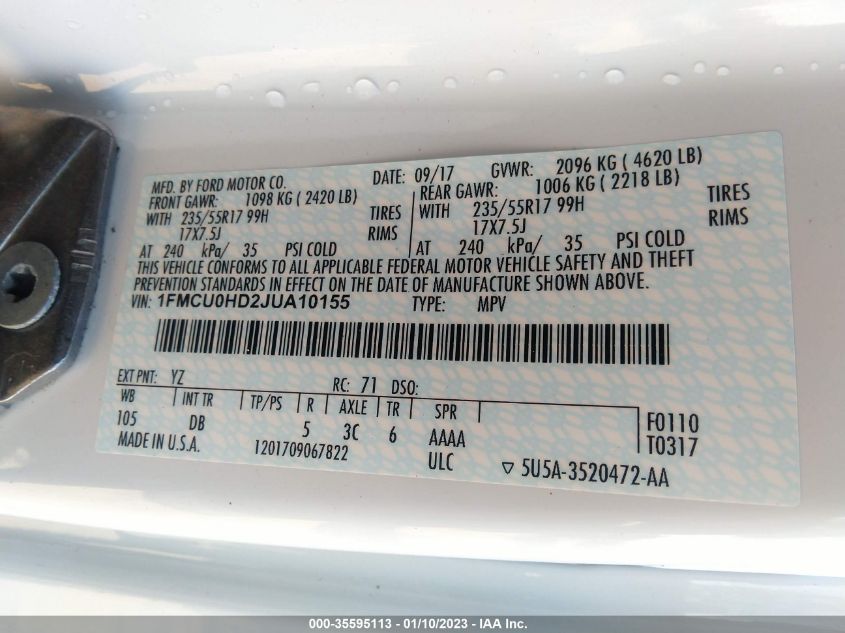 MFD. BY FORD MOTOR CO. DATE: 09/17 GVWR: 2096 KG ( 4620 LB)
FRONT GAWR: 1098 KG ( 2420 LB) REAR GAWR: 1006 KG ( 2218 LB)
WITH 235/55R17 99H TIRES WITH 235/55R17 99H TIRES
17X7.5J RIMS 17X7.5J RIMS
AT 240 kPa/ 35 PSI COLD AT 240 kPa/ 35 PSI COLD
THIS VEHICLE CONFORMS TO ALL APPLICABLE FEDERAL MOTOR VEHICLE SAFETY AND THEFT
PREVENTION STANDARDS IN EFFECT ON THE DATE OF MANUFACTURE SHOWN ABOVE.
VIN: 1FMCU0HD2JUA10155 TYPE: MPV
EXT PNT: YZ RC: 71 DSO:
WB INT TR TP/PS R AXLE TR SPR
105 DB 5 3C 6 AAAA F0110
MADE IN U.S.A. 1201709067822 ULC T0317
▽ 5U5A-3520472-AA
000-35595113 - 01/10/2023 - IAA Inc.